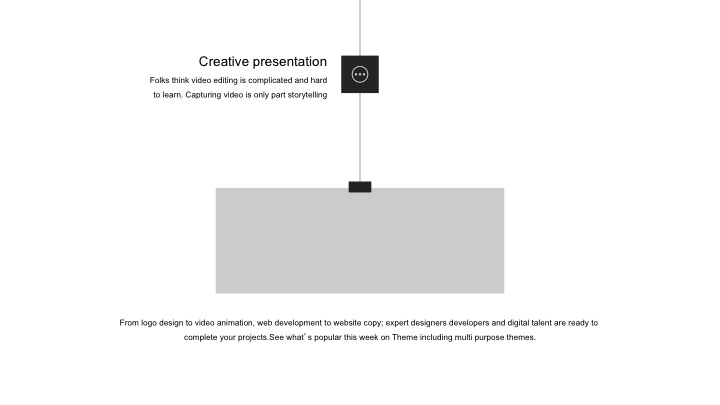 Creative presentation
Folks think video editing is complicated and hard
to learn. Capturing video is only part storytelling
From logo design to video animation, web development to website copy; expert designers developers and digital talent are ready to
complete your projects.See what’s popular this week on Theme including multi purpose themes.